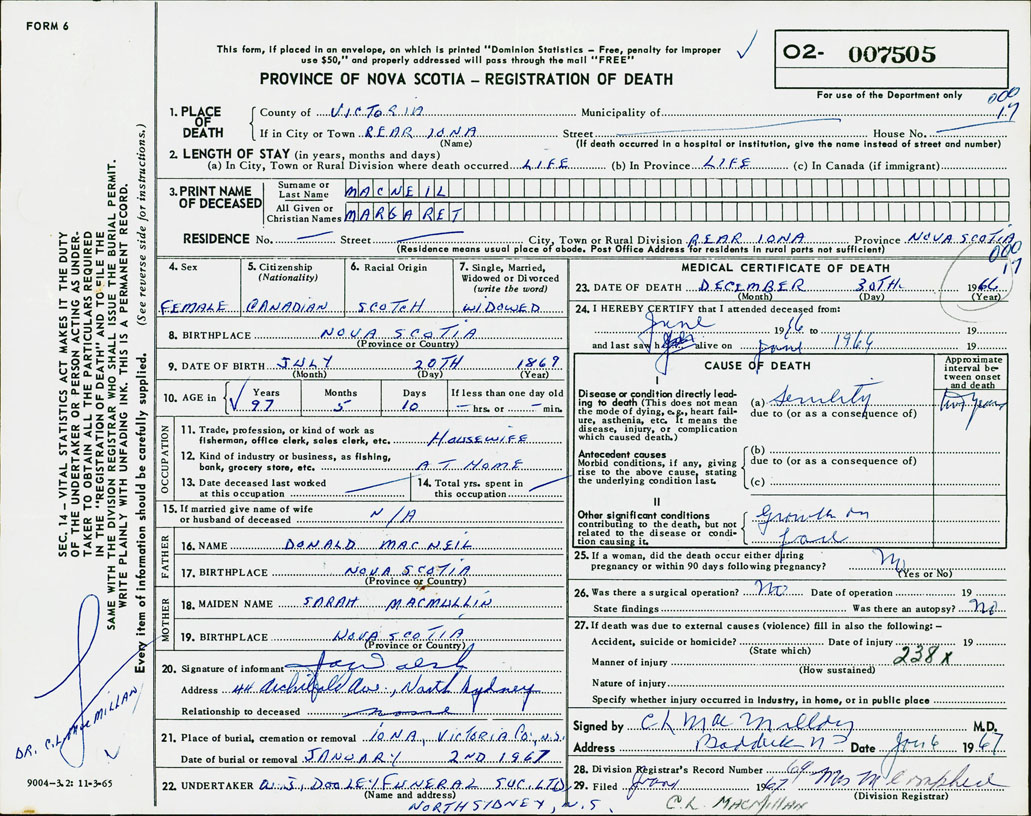 FORM 6
This form, if placed in an envelope, on which is printed "Dominion Statistics – Free, penalty for improper
use $50," and properly addressed will pass through the mail "FREE"
PROVINCE OF NOVA SCOTIA – REGISTRATION OF DEATH
02- 007505
For use of the Department only
000
17
1. PLACE OF DEATH
County of VICTORIA Municipality of
If in City or Town REAR IONA Street House No.
(Name) (If death occurred in a hospital or institution, give the name instead of street and number)
2. LENGTH OF STAY (in years, months and days)
(a) In City, Town or Rural Division where death occurred LIFE (b) In Province LIFE (c) In Canada (if immigrant)
3. PRINT NAME OF DECEASED
Surname or Last Name MACNEIL
All Given or Christian Names MARGARET
RESIDENCE No. — Street City, Town or Rural Division REAR IONA Province NOVA SCOTIA
(Residence means usual place of abode. Post Office Address for residents in rural parts not sufficient)
000
17
4. Sex FEMALE
5. Citizenship (Nationality) CANADIAN
6. Racial Origin SCOTCH
7. Single, Married, Widowed or Divorced (write the word) WIDOWED
8. BIRTHPLACE NOVA SCOTIA
(Province or Country)
9. DATE OF BIRTH JULY 20TH 1869
(Month) (Day) (Year)
10. AGE in Years 97 Months 5 Days 10 If less than one day old – hrs. or – min.
OCCUPATION
11. Trade, profession, or kind of work as
fisherman, office clerk, sales clerk, etc. HOUSEWIFE
12. Kind of industry or business, as fishing,
bank, grocery store, etc. AT HOME
13. Date deceased last worked
at this occupation
14. Total yrs. spent in
this occupation
15. If married give name of wife
or husband of deceased N/A
FATHER
16. NAME DONALD MACNEIL
17. BIRTHPLACE NOVA SCOTIA
(Province or Country)
MOTHER
18. MAIDEN NAME SARAH MACMULLIN
19. BIRTHPLACE NOVA SCOTIA
(Province or Country)
20. Signature of informant
Address 44 Archibald Ave., North Sydney
Relationship to deceased none
21. Place of burial, cremation or removal IONA, VICTORIA CO., N.S.
Date of burial or removal JANUARY 2ND 1967
22. UNDERTAKER W. J. DOOLEY FUNERAL SUC. LTD.
(Name and address)
NORTH SYDNEY, N.S.
MEDICAL CERTIFICATE OF DEATH
23. DATE OF DEATH DECEMBER 30TH. 1966
(Month) (Day) (Year)
24. I HEREBY CERTIFY that I attended deceased from:
June 1916 to 19
and last saw h alive on June 1966 19
CAUSE OF DEATH
Approximate interval between onset and death
I
Disease or condition directly leading to death (This does not mean the mode of dying, e.g., heart failure, asthenia, etc. It means the disease, injury, or complication which caused death.)
(a) Senility
due to (or as a consequence of)
Two years
Antecedent causes
Morbid conditions, if any, giving rise to the above cause, stating the underlying condition last.
(b)
due to (or as a consequence of)
(c)
II
Other significant conditions
contributing to the death, but not related to the disease or condition causing it.
Growth on
face
25. If a woman, did the death occur either during
pregnancy or within 90 days following pregnancy? No
(Yes or No)
26. Was there a surgical operation? No Date of operation 19
State findings Was there an autopsy? No
27. If death was due to external causes (violence) fill in also the following: –
Accident, suicide or homicide? Date of injury 19
(State which)
238X
Manner of injury
(How sustained)
Nature of injury
Specify whether injury occurred in industry, in home, or in public place
Signed by C L Mac Millan M.D.
Address Baddeck NS Date Jan 6 1967
28. Division Registrar's Record Number 69
29. Filed Jan 1967
(Division Registrar)
C. L. MACMILLAN
SEC. 14 – VITAL STATISTICS ACT MAKES IT THE DUTY
OF THE UNDERTAKER OR PERSON ACTING AS UNDER-
TAKER TO OBTAIN ALL THE PARTICULARS REQUIRED
IN THE "REGISTRATION OF DEATH" AND TO FILE THE
SAME WITH THE DIVISION REGISTRAR WHO SHALL ISSUE THE BURIAL PERMIT.
WRITE PLAINLY WITH UNFADING INK. THIS IS A PERMANENT RECORD.
Every item of information should be carefully supplied. (See reverse side for instructions.)
DR. C.L. MACMILLAN
9004-3.2: 11-3-65